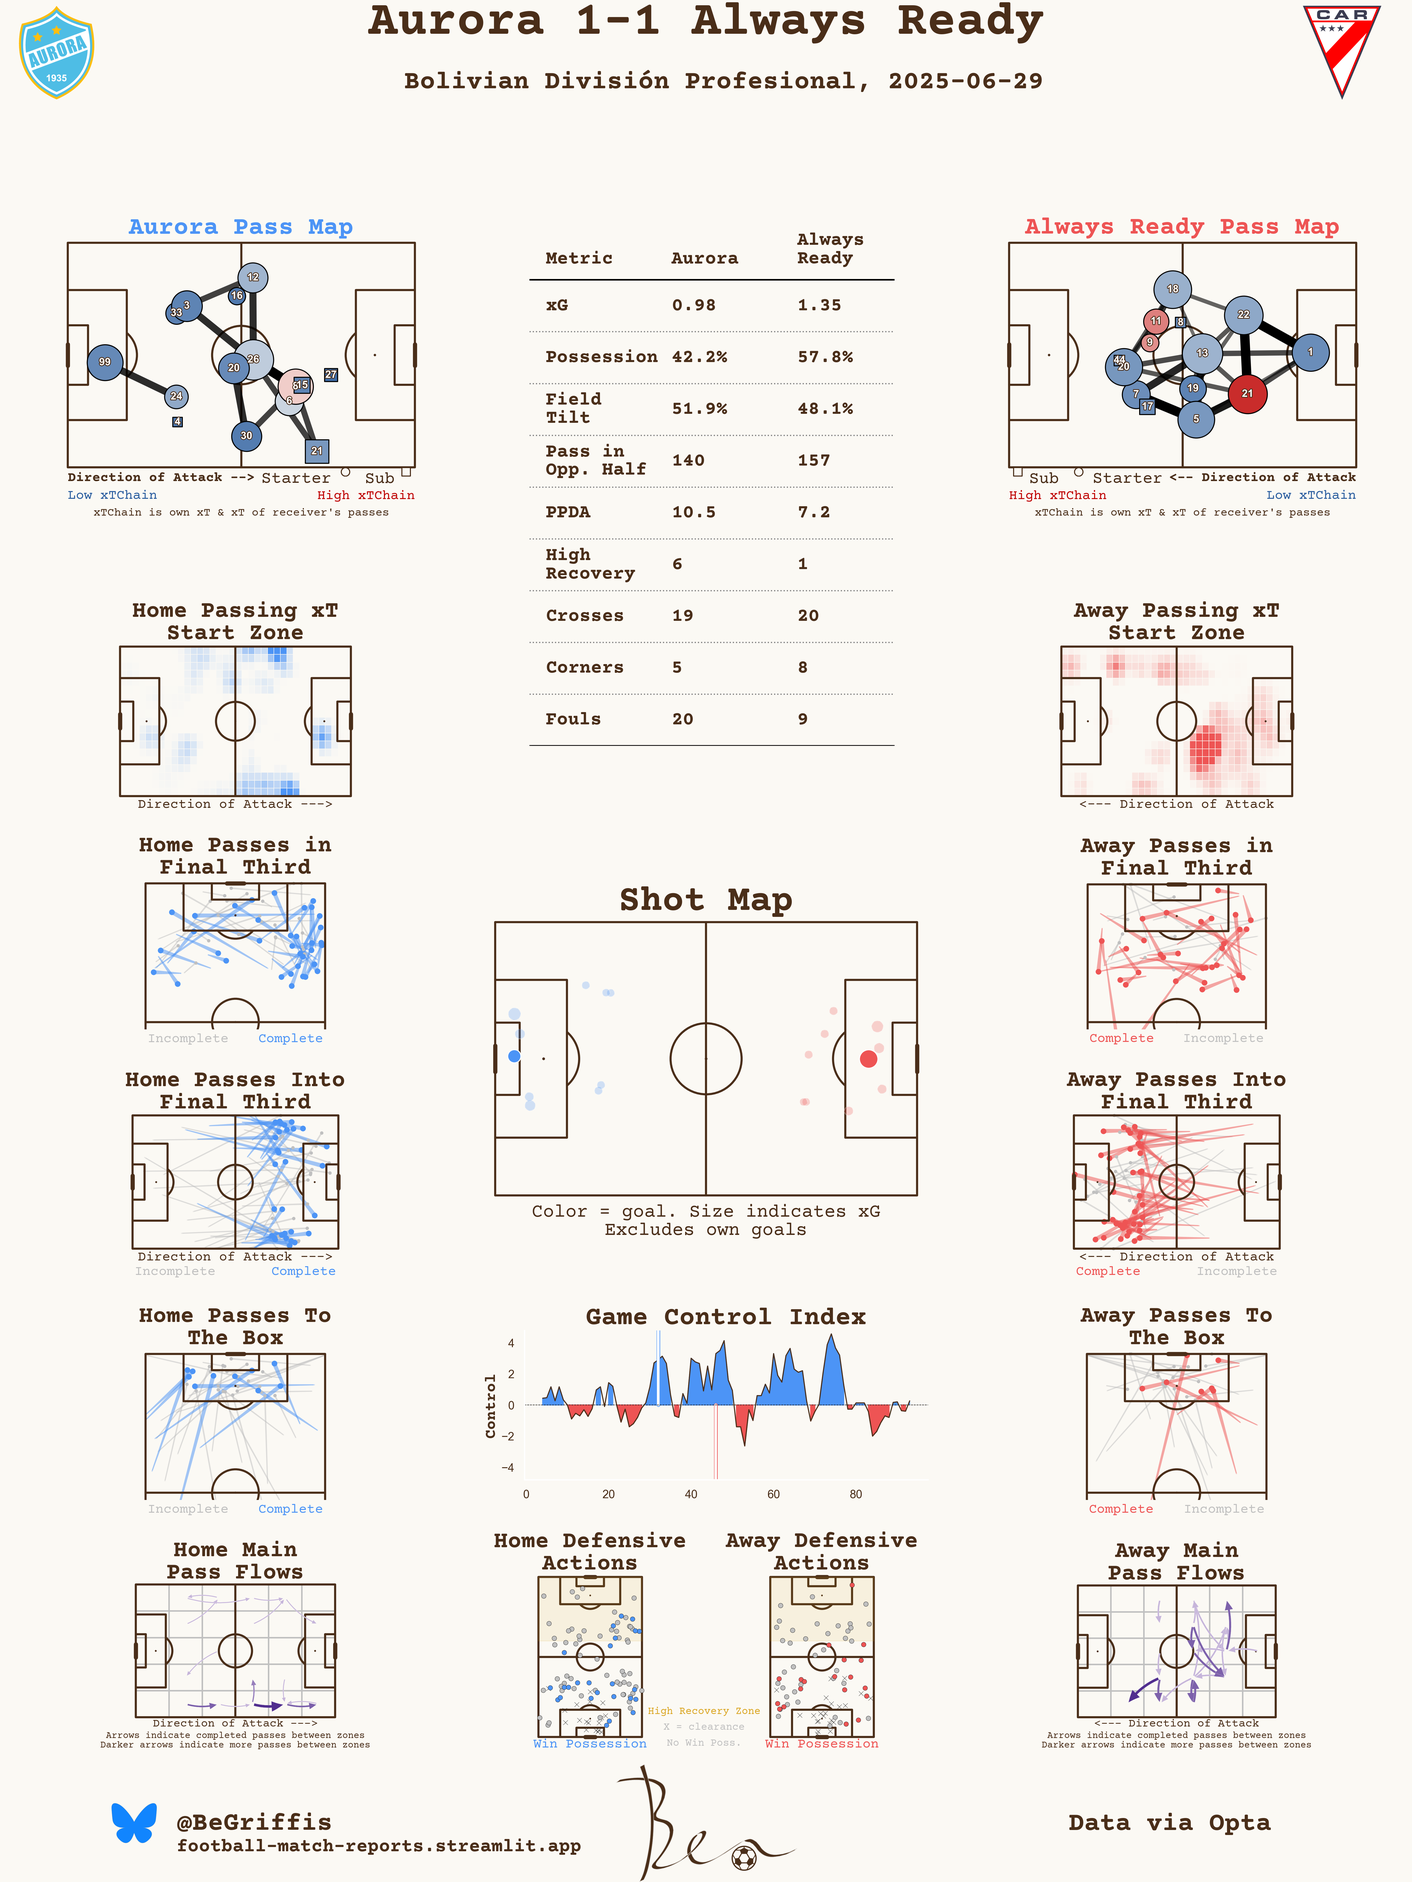 Aurora 1-1 Always Ready
Bolivian División Profesional, 2025-06-29
AURORA
1935
CAR
Aurora Pass Map
12
16
33
3
99
26
20
15
27
6
24
4
30
21
Direction of Attack --> Starter Sub
Low xTChain High xTChain
xTChain is own xT & xT of receiver's passes
Metric Aurora Always Ready
xG 0.98 1.35
Possession 42.2% 57.8%
Field Tilt 51.9% 48.1%
Pass in Opp. Half 140 157
PPDA 10.5 7.2
High Recovery 6 1
Crosses 19 20
Corners 5 8
Fouls 20 9
Always Ready Pass Map
18
11
8
22
9
13
1
44
20
7
19
21
17
5
Sub Starter <-- Direction of Attack
High xTChain Low xTChain
xTChain is own xT & xT of receiver's passes
Home Passing xT
Start Zone
Direction of Attack --->
Away Passing xT
Start Zone
<--- Direction of Attack
Home Passes in
Final Third
Incomplete Complete
Away Passes in
Final Third
Complete Incomplete
Shot Map
Color = goal. Size indicates xG
Excludes own goals
Home Passes Into
Final Third
Direction of Attack --->
Incomplete Complete
Away Passes Into
Final Third
<--- Direction of Attack
Complete Incomplete
Home Passes To
The Box
Incomplete Complete
Game Control Index
Control
4
2
0
−2
−4
0 20 40 60 80
Away Passes To
The Box
Complete Incomplete
Home Main
Pass Flows
Direction of Attack --->
Arrows indicate completed passes between zones
Darker arrows indicate more passes between zones
Home Defensive
Actions
Win Possession
Away Defensive
Actions
Win Possession
High Recovery Zone
X = clearance
No Win Poss.
Away Main
Pass Flows
<--- Direction of Attack
Arrows indicate completed passes between zones
Darker arrows indicate more passes between zones
@BeGriffis
football-match-reports.streamlit.app
Ben
Data via Opta